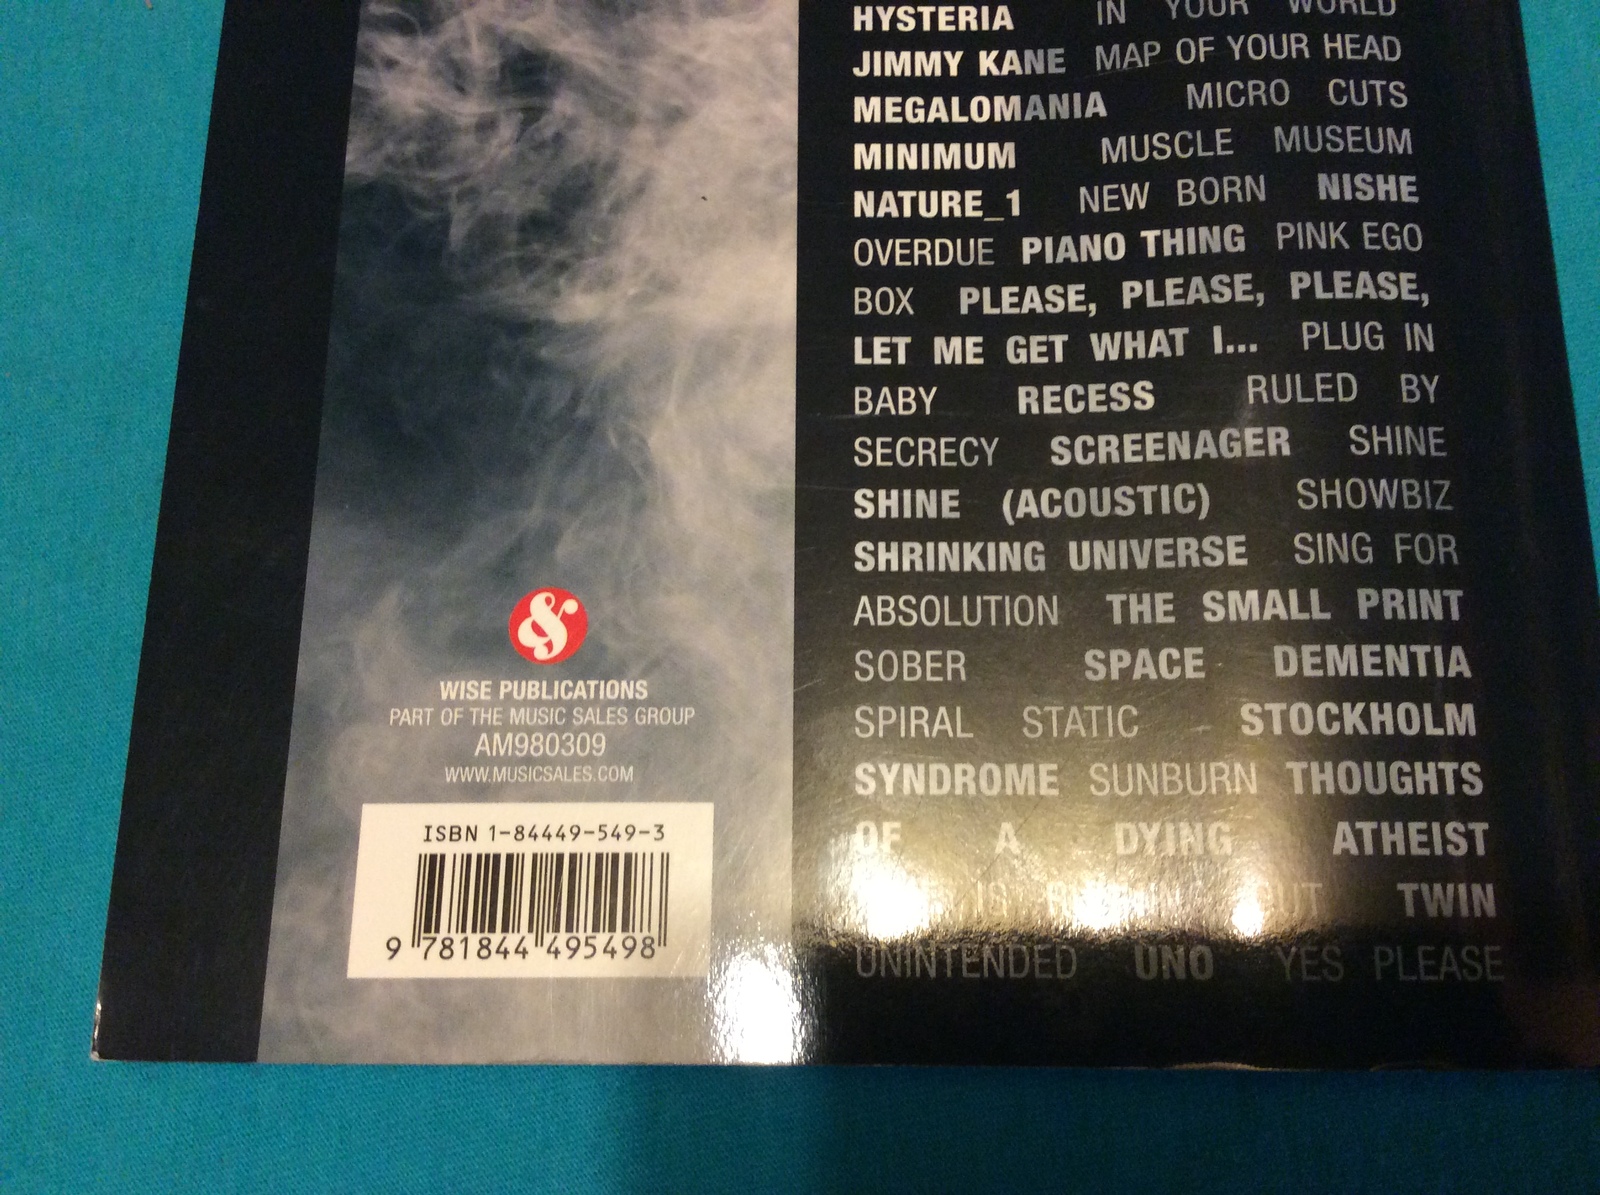 HYSTERIA IN YOUR WORLD
JIMMY KANE MAP OF YOUR HEAD
MEGALOMANIA MICRO CUTS
MINIMUM MUSCLE MUSEUM
NATURE_1 NEW BORN NISHE
OVERDUE PIANO THING PINK EGO
BOX PLEASE, PLEASE, PLEASE,
LET ME GET WHAT I... PLUG IN
BABY RECESS RULED BY
SECRECY SCREENAGER SHINE
SHINE (ACOUSTIC) SHOWBIZ
SHRINKING UNIVERSE SING FOR
ABSOLUTION THE SMALL PRINT
SOBER SPACE DEMENTIA
SPIRAL STATIC STOCKHOLM
SYNDROME SUNBURN THOUGHTS
OF A DYING ATHEIST
IS OUT TWIN
UNINTENDED UNO YES PLEASE
&
WISE PUBLICATIONS
PART OF THE MUSIC SALES GROUP
AM980309
WWW.MUSICSALES.COM
ISBN 1-84449-549-3
9 781844 495498